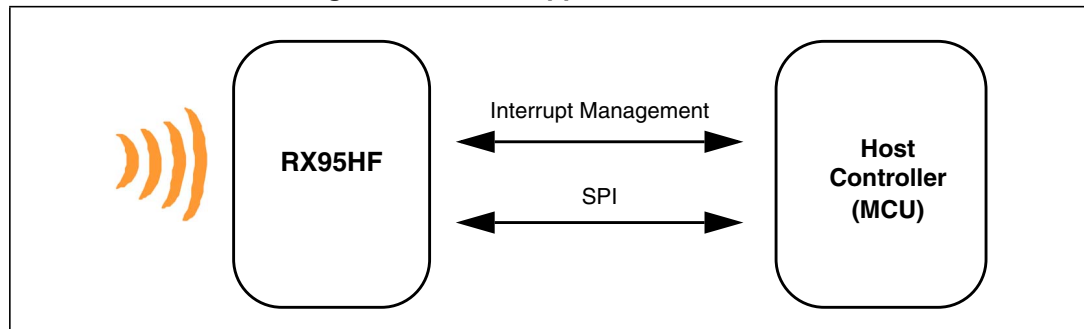 RX95HF
Interrupt Management
SPI
Host
Controller
(MCU)